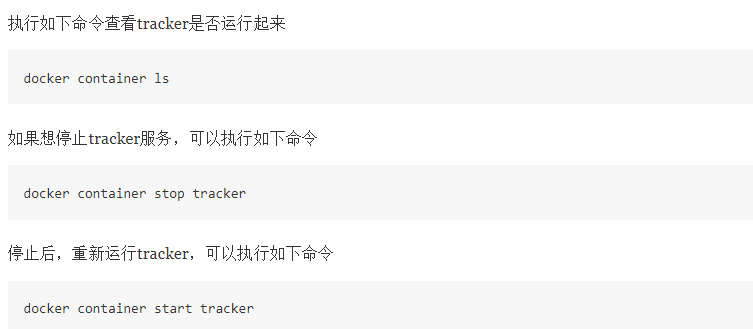 执行如下命令查看tracker是否运行起来
docker container ls
如果想停止tracker服务，可以执行如下命令
docker container stop tracker
停止后，重新运行tracker，可以执行如下命令
docker container start tracker